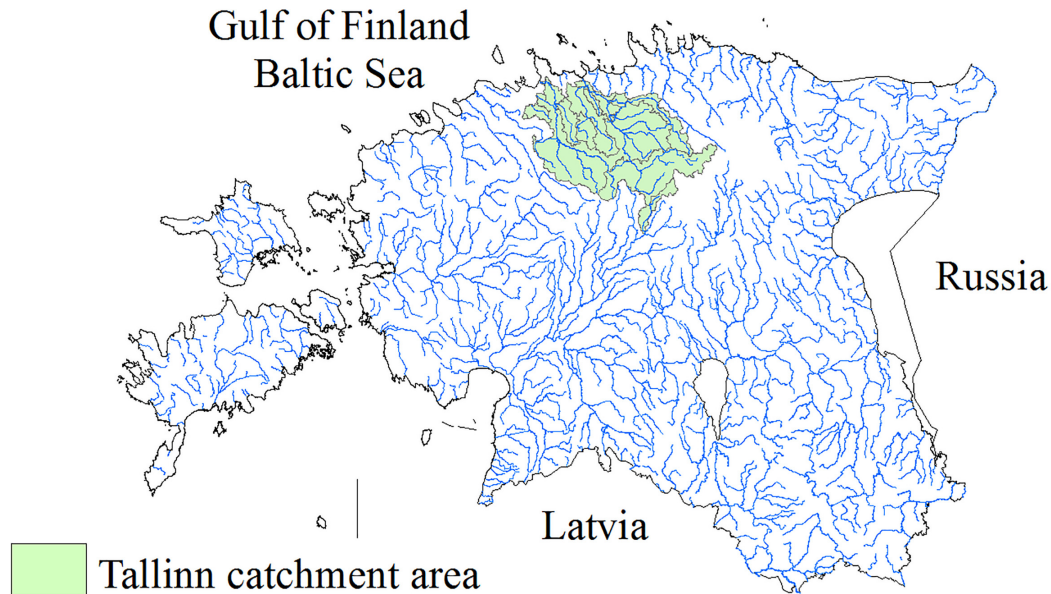 Gulf of Finland
Baltic Sea
Russia
Latvia
Tallinn catchment area